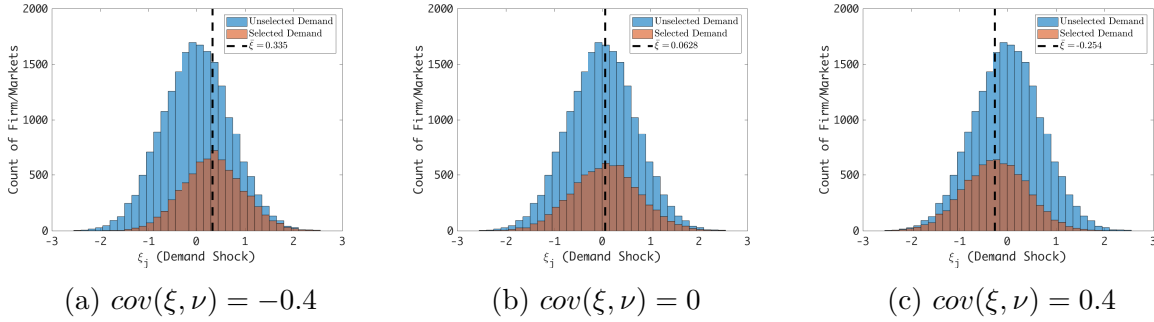 2000
1500
1000
500
0
Count of Firm/Markets
Unselected Demand
Selected Demand
ξ̄ = 0.335
-3 -2 -1 0 1 2 3
ξj (Demand Shock)
(a) cov(ξ, ν) = −0.4
2000
1500
1000
500
0
Count of Firm/Markets
Unselected Demand
Selected Demand
ξ̄ = 0.0628
-3 -2 -1 0 1 2 3
ξj (Demand Shock)
(b) cov(ξ, ν) = 0
2000
1500
1000
500
0
Count of Firm/Markets
Unselected Demand
Selected Demand
ξ̄ = -0.254
-3 -2 -1 0 1 2 3
ξj (Demand Shock)
(c) cov(ξ, ν) = 0.4